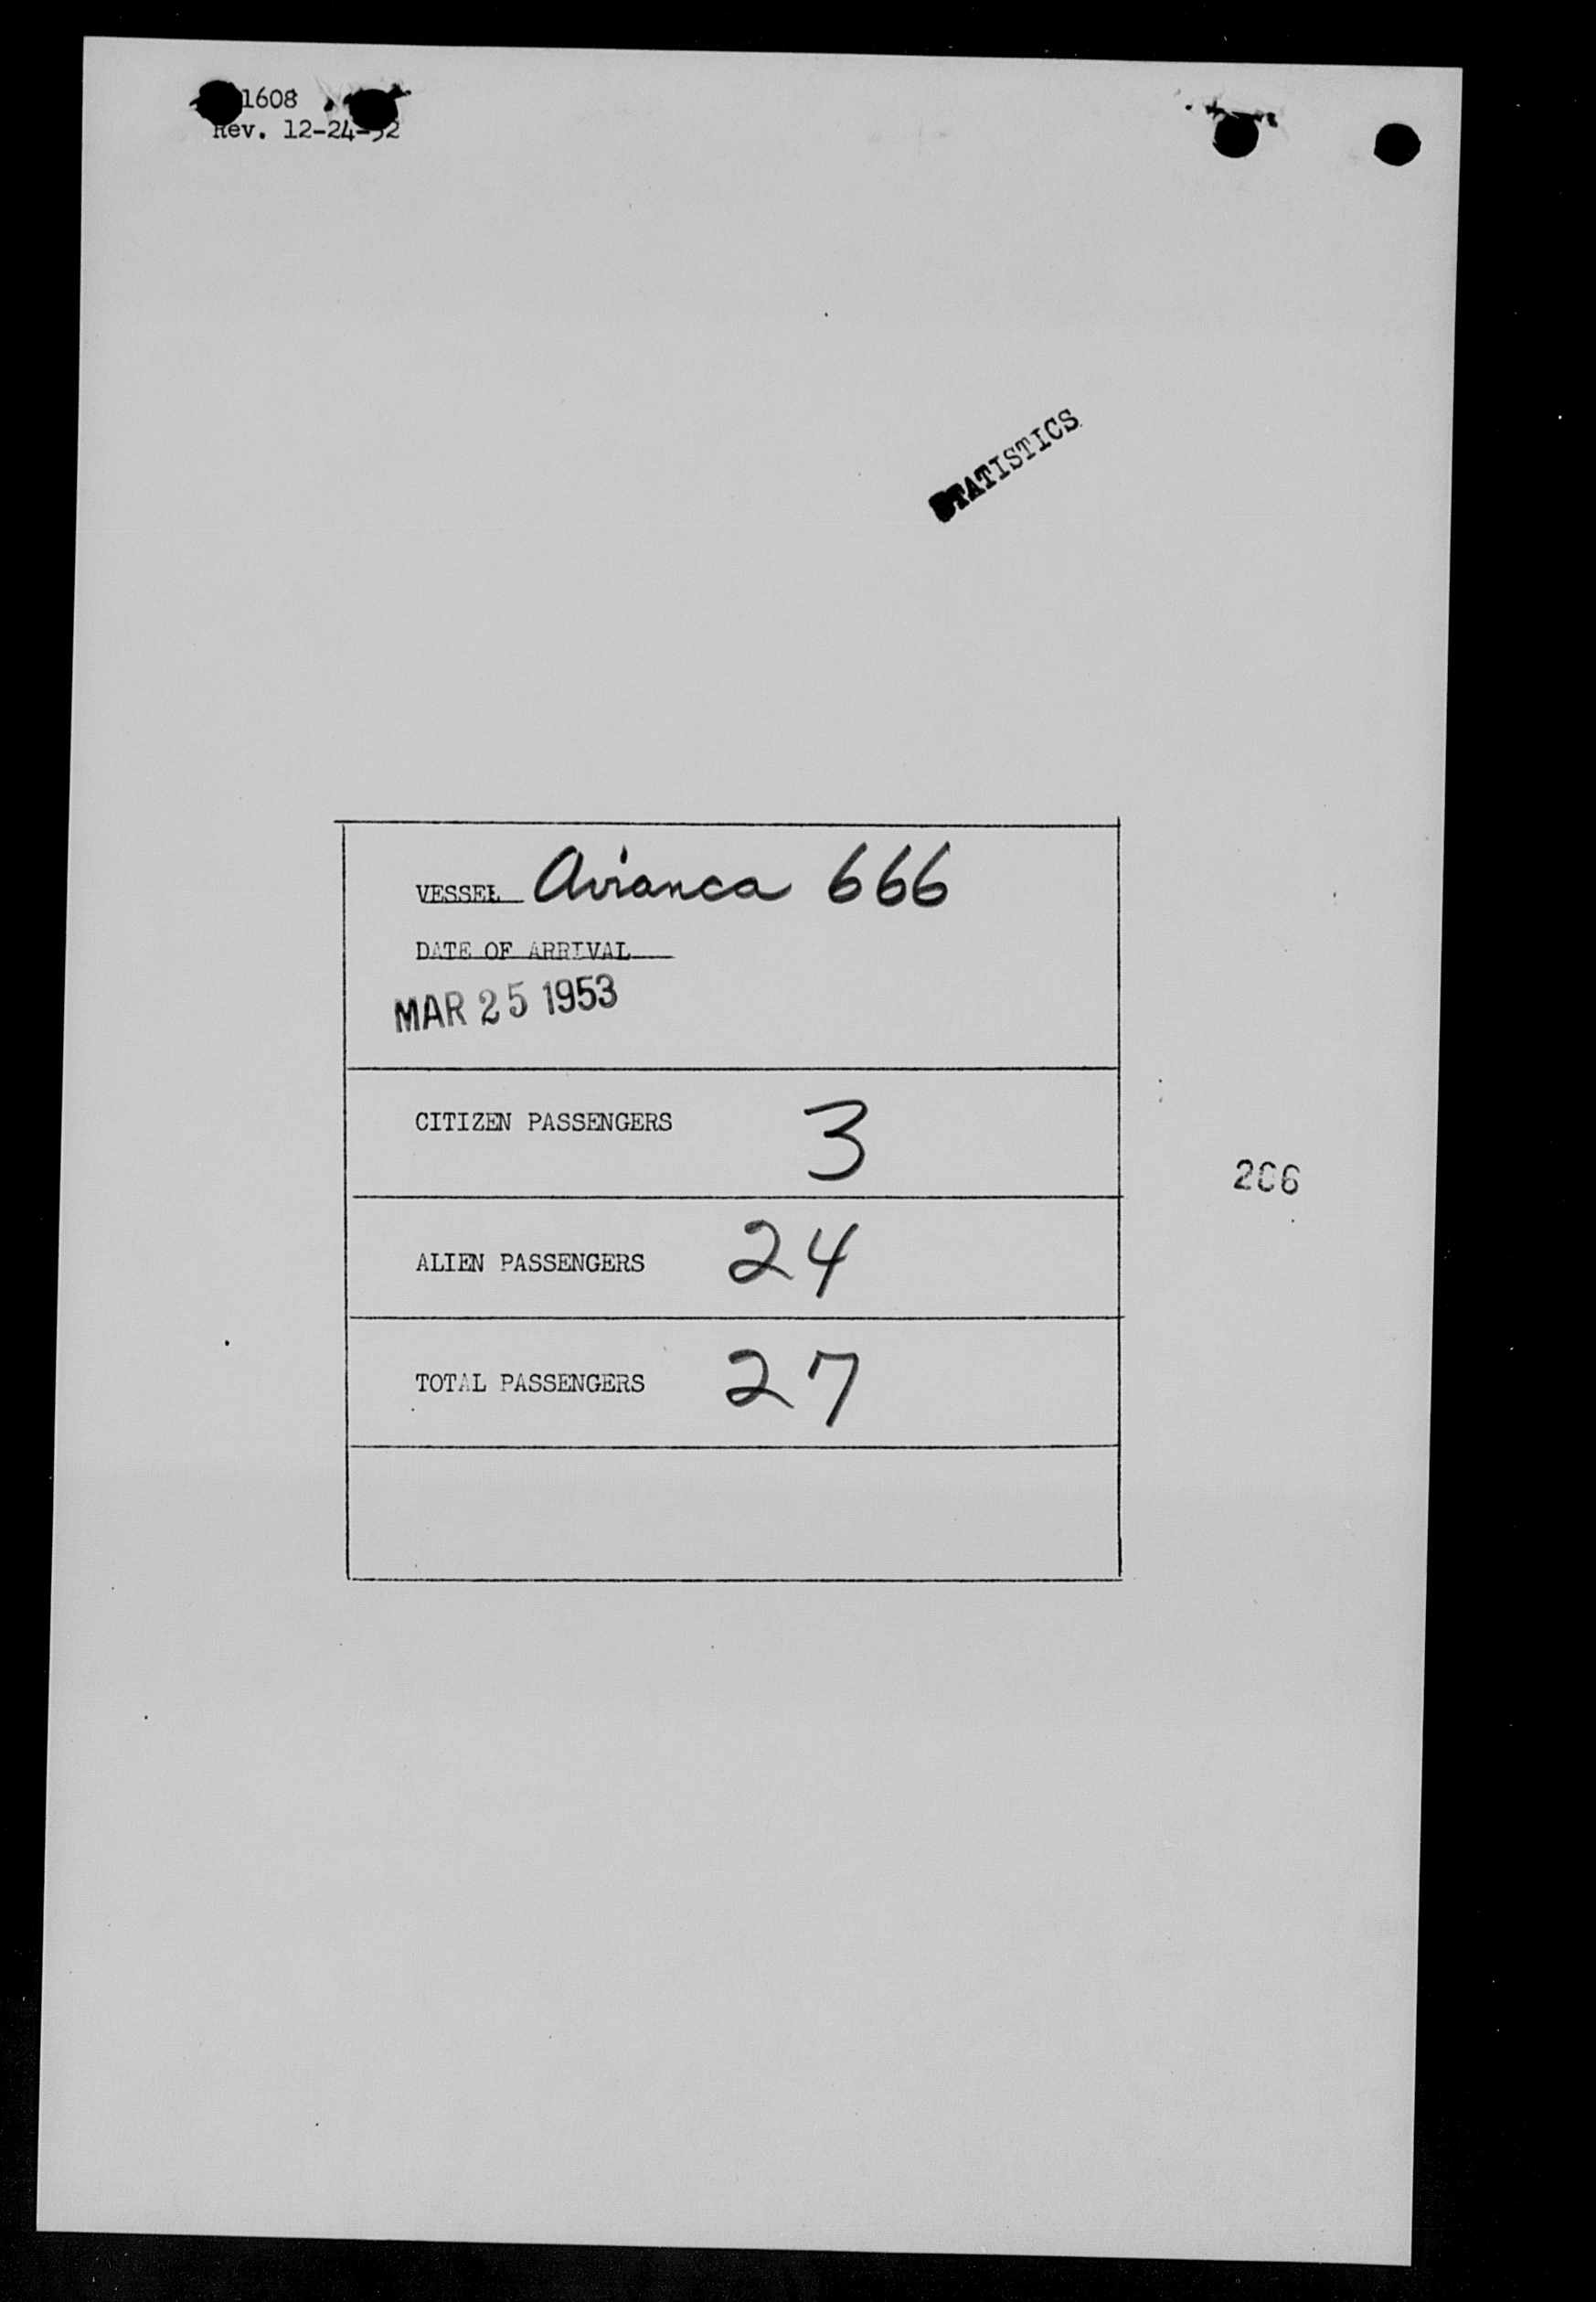 1608
Rev. 12-24-52
STATISTICS
VESSEL Avianca 666
DATE OF ARRIVAL
MAR 25 1953
CITIZEN PASSENGERS 3
206
ALIEN PASSENGERS 24
TOTAL PASSENGERS 27